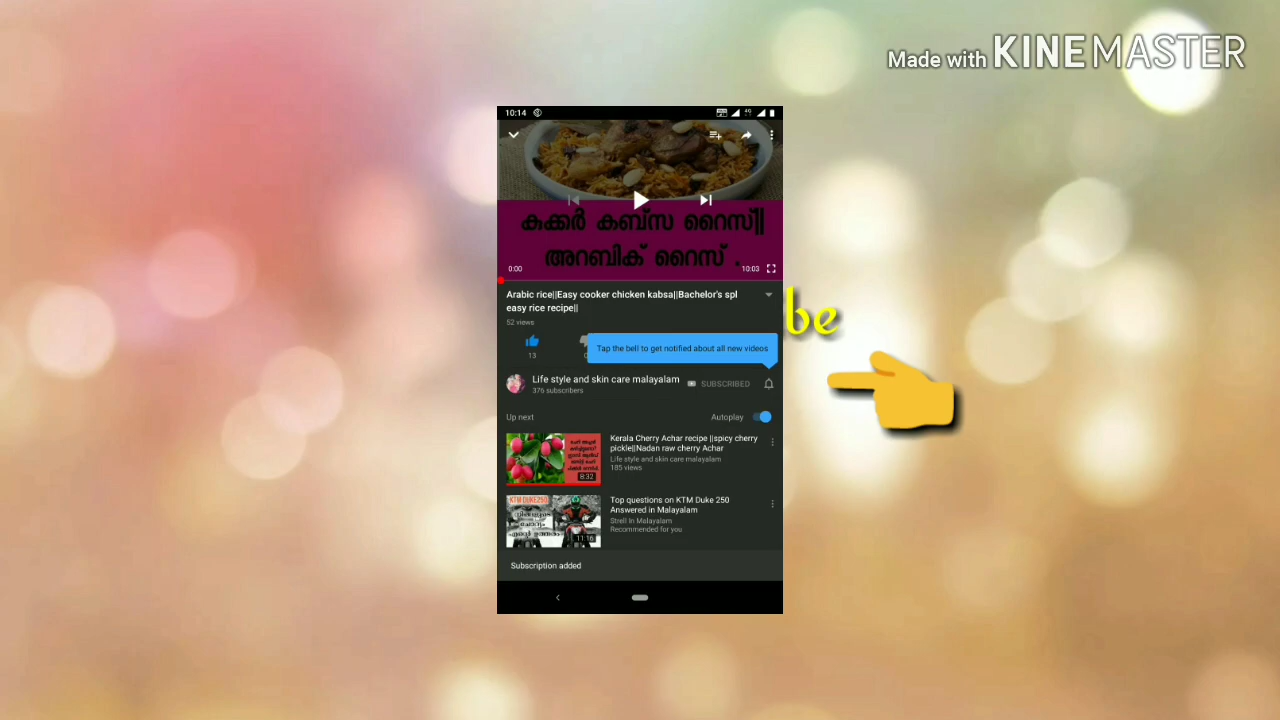 Made with KINEMASTER
10:14
കുക്കർ കബ്സ റൈസ്||
അറബിക് റൈസ് .
0:00
10:03
Arabic rice||Easy cooker chicken kabsa||Bachelor's spl
easy rice recipe||
52 views
be
Tap the bell to get notified about all new videos
13
Life style and skin care malayalam
SUBSCRIBED
376 subscribers
Up next
Autoplay
Kerala Cherry Achar recipe ||spicy cherry
pickle||Nadan raw cherry Achar
Life style and skin care malayalam
185 views
8:32
KTM DUKE250
Top questions on KTM Duke 250
Answered in Malayalam
Strell In Malayalam
Recommended for you
11:16
Subscription added